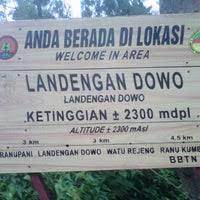 ANDA BERADA DI LOKASI
WELCOME IN AREA
LANDENGAN DOWO
LANDENGAN DOWO
KETINGGIAN ± 2300 mdpl
ALTITUDE ± 2300 mAsl
3 km 3 km 4.5 km
RANUPANI LANDENGAN DOWO WATU REJENG RANU KUMB
BBTN